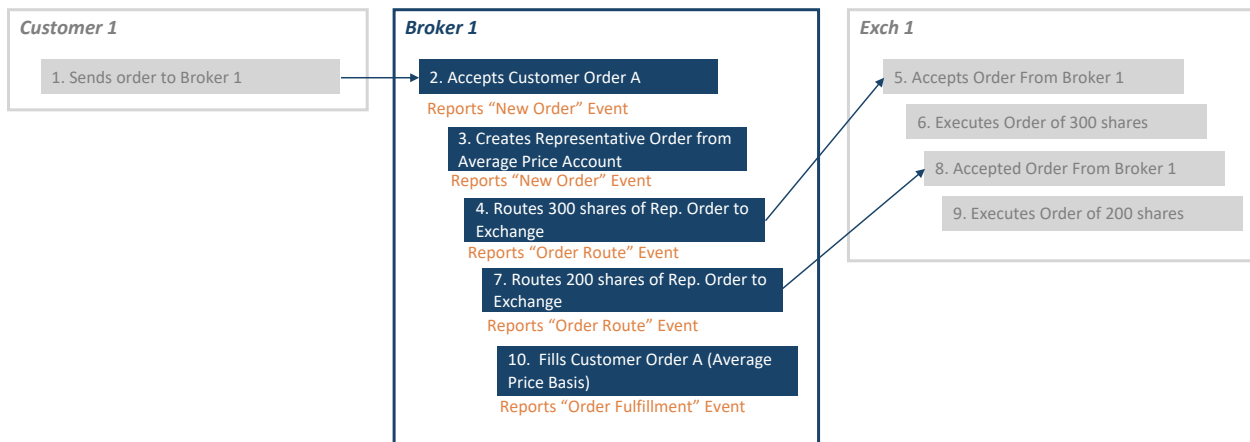 Customer 1
1. Sends order to Broker 1
Broker 1
2. Accepts Customer Order A
Reports “New Order” Event
3. Creates Representative Order from
Average Price Account
Reports “New Order” Event
4. Routes 300 shares of Rep. Order to
Exchange
Reports “Order Route” Event
7. Routes 200 shares of Rep. Order to
Exchange
Reports “Order Route” Event
10.  Fills Customer Order A (Average
Price Basis)
Reports “Order Fulfillment” Event
Exch 1
5. Accepts Order From Broker 1
6. Executes Order of 300 shares
8. Accepted Order From Broker 1
9. Executes Order of 200 shares